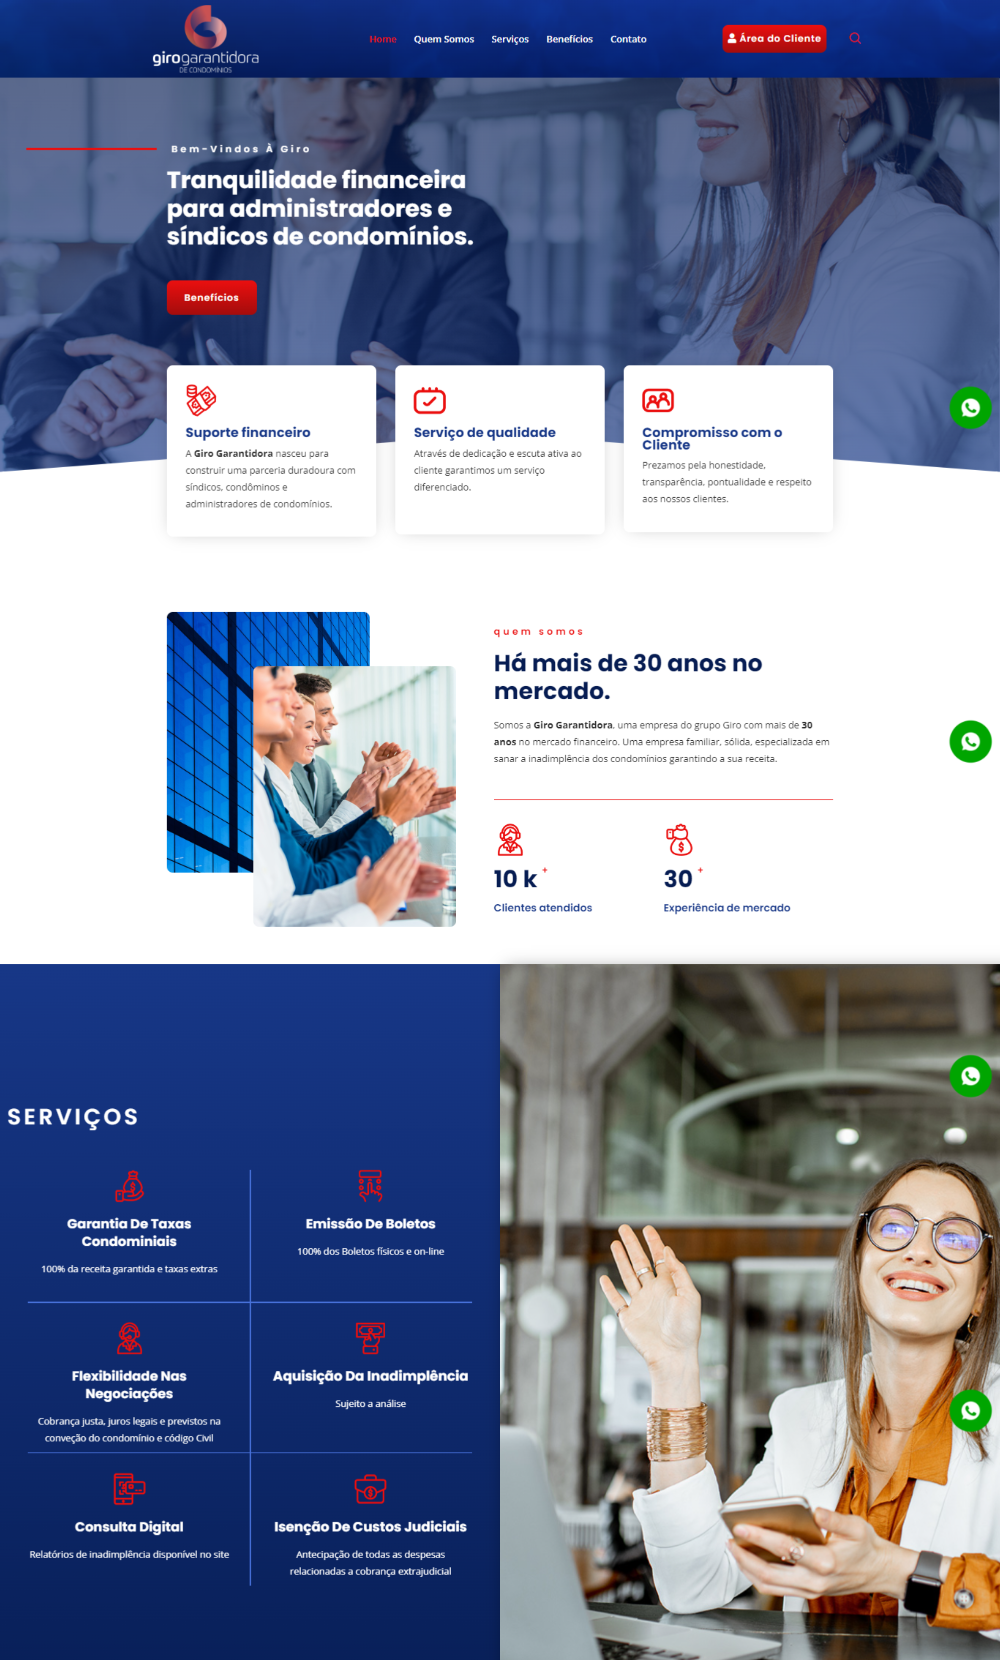 girogarantidora
DE CONDOMÍNIOS
Home Quem Somos Serviços Benefícios Contato
Área do Cliente
Bem-Vindos À Giro
Tranquilidade financeira
para administradores e
síndicos de condomínios.
Benefícios
Suporte financeiro
A Giro Garantidora nasceu para
construir uma parceria duradoura com
síndicos, condôminos e
administradores de condomínios.
Serviço de qualidade
Através de dedicação e escuta ativa ao
cliente garantimos um serviço
diferenciado.
Compromisso com o
Cliente
Prezamos pela honestidade,
transparência, pontualidade e respeito
aos nossos clientes.
quem somos
Há mais de 30 anos no
mercado.
Somos a Giro Garantidora, uma empresa do grupo Giro com mais de 30
anos no mercado financeiro. Uma empresa familiar, sólida, especializada em
sanar a inadimplência dos condomínios garantindo a sua receita.
10 k +
Clientes atendidos
30 +
Experiência de mercado
SERVIÇOS
Garantia De Taxas
Condominiais
100% da receita garantida e taxas extras
Emissão De Boletos
100% dos Boletos físicos e on-line
Flexibilidade Nas
Negociações
Cobrança justa, juros legais e previstos na
conveção do condomínio e código Civil
Aquisição Da Inadimplência
Sujeito a análise
Consulta Digital
Relatórios de inadimplência disponível no site
Isenção De Custos Judiciais
Antecipação de todas as despesas
relacionadas a cobrança extrajudicial